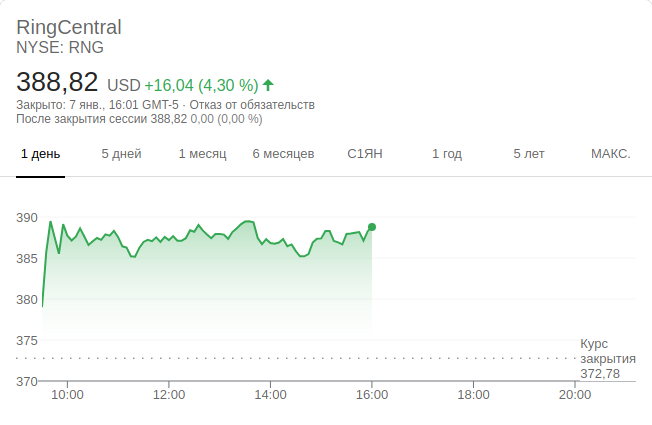 RingCentral
NYSE: RNG
388,82 USD +16,04 (4,30 %)
Закрыто: 7 янв., 16:01 GMT-5 · Отказ от обязательств
После закрытия сессии 388,82 0,00 (0,00 %)
1 день 5 дней 1 месяц 6 месяцев С1ЯН 1 год 5 лет МАКС.
390
385
380
375
Курс
закрытия
372,78
370
10:00 12:00 14:00 16:00 18:00 20:00